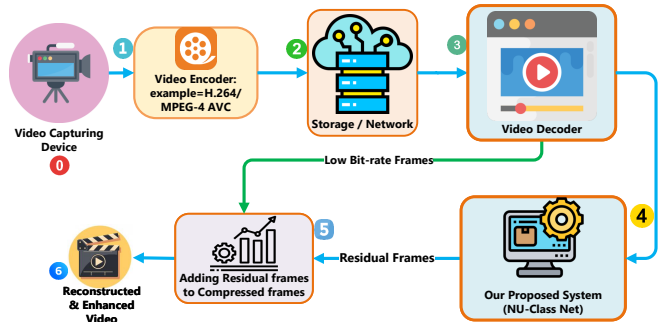 1
2
3
Video Encoder:
example=H.264/
MPEG-4 AVC
Storage / Network
Video Decoder
Video Capturing
Device
0
Low Bit-rate Frames
4
5
6
Residual Frames
Adding Residual frames
to Compressed frames
Our Proposed System
(NU-Class Net)
Reconstructed
& Enhanced
Video